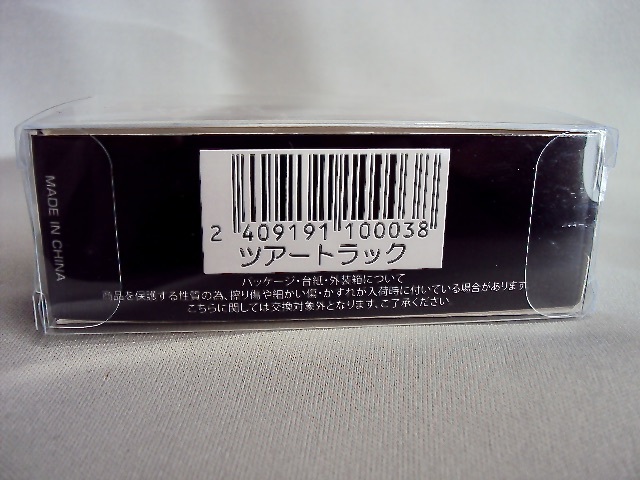 MADE IN CHINA
2 409191 100038
ツアートラック
パッケージ・台紙・外装箱について
商品を保護する性質の為、擦り傷や細かい傷・かすれが入荷時に付いている場合があります。
こちらに関しては交換対象外となります、ご了承ください。